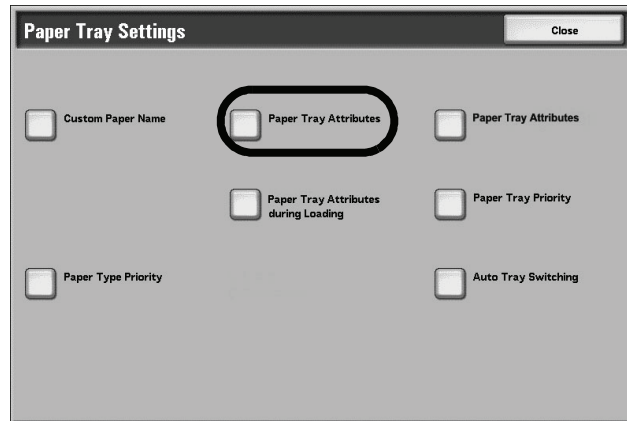 Paper Tray Settings
Close
Custom Paper Name
Paper Tray Attributes
Paper Tray Attributes
Paper Tray Attributes
during Loading
Paper Tray Priority
Paper Type Priority
Auto Tray Switching